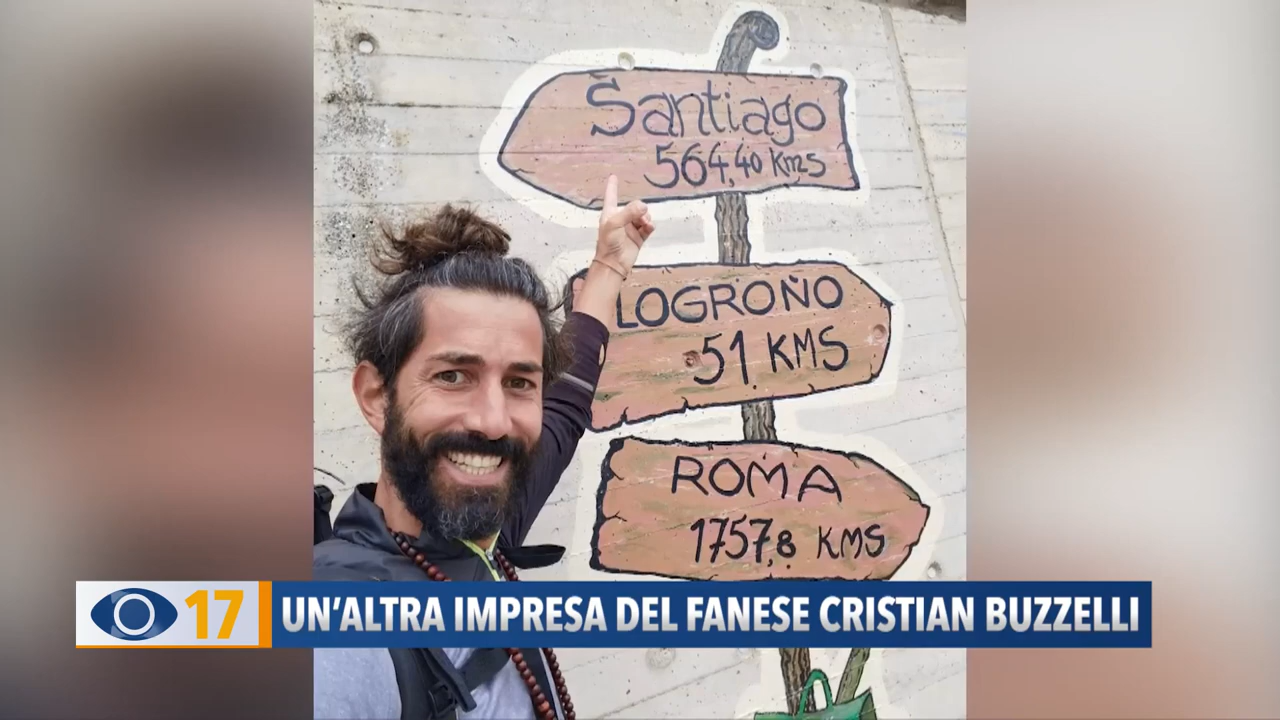 Santiago
564,40 Kms
LOGROÑO
51 KMS
ROMA
1757,8 KMS
17
UN'ALTRA IMPRESA DEL FANESE CRISTIAN BUZZELLI